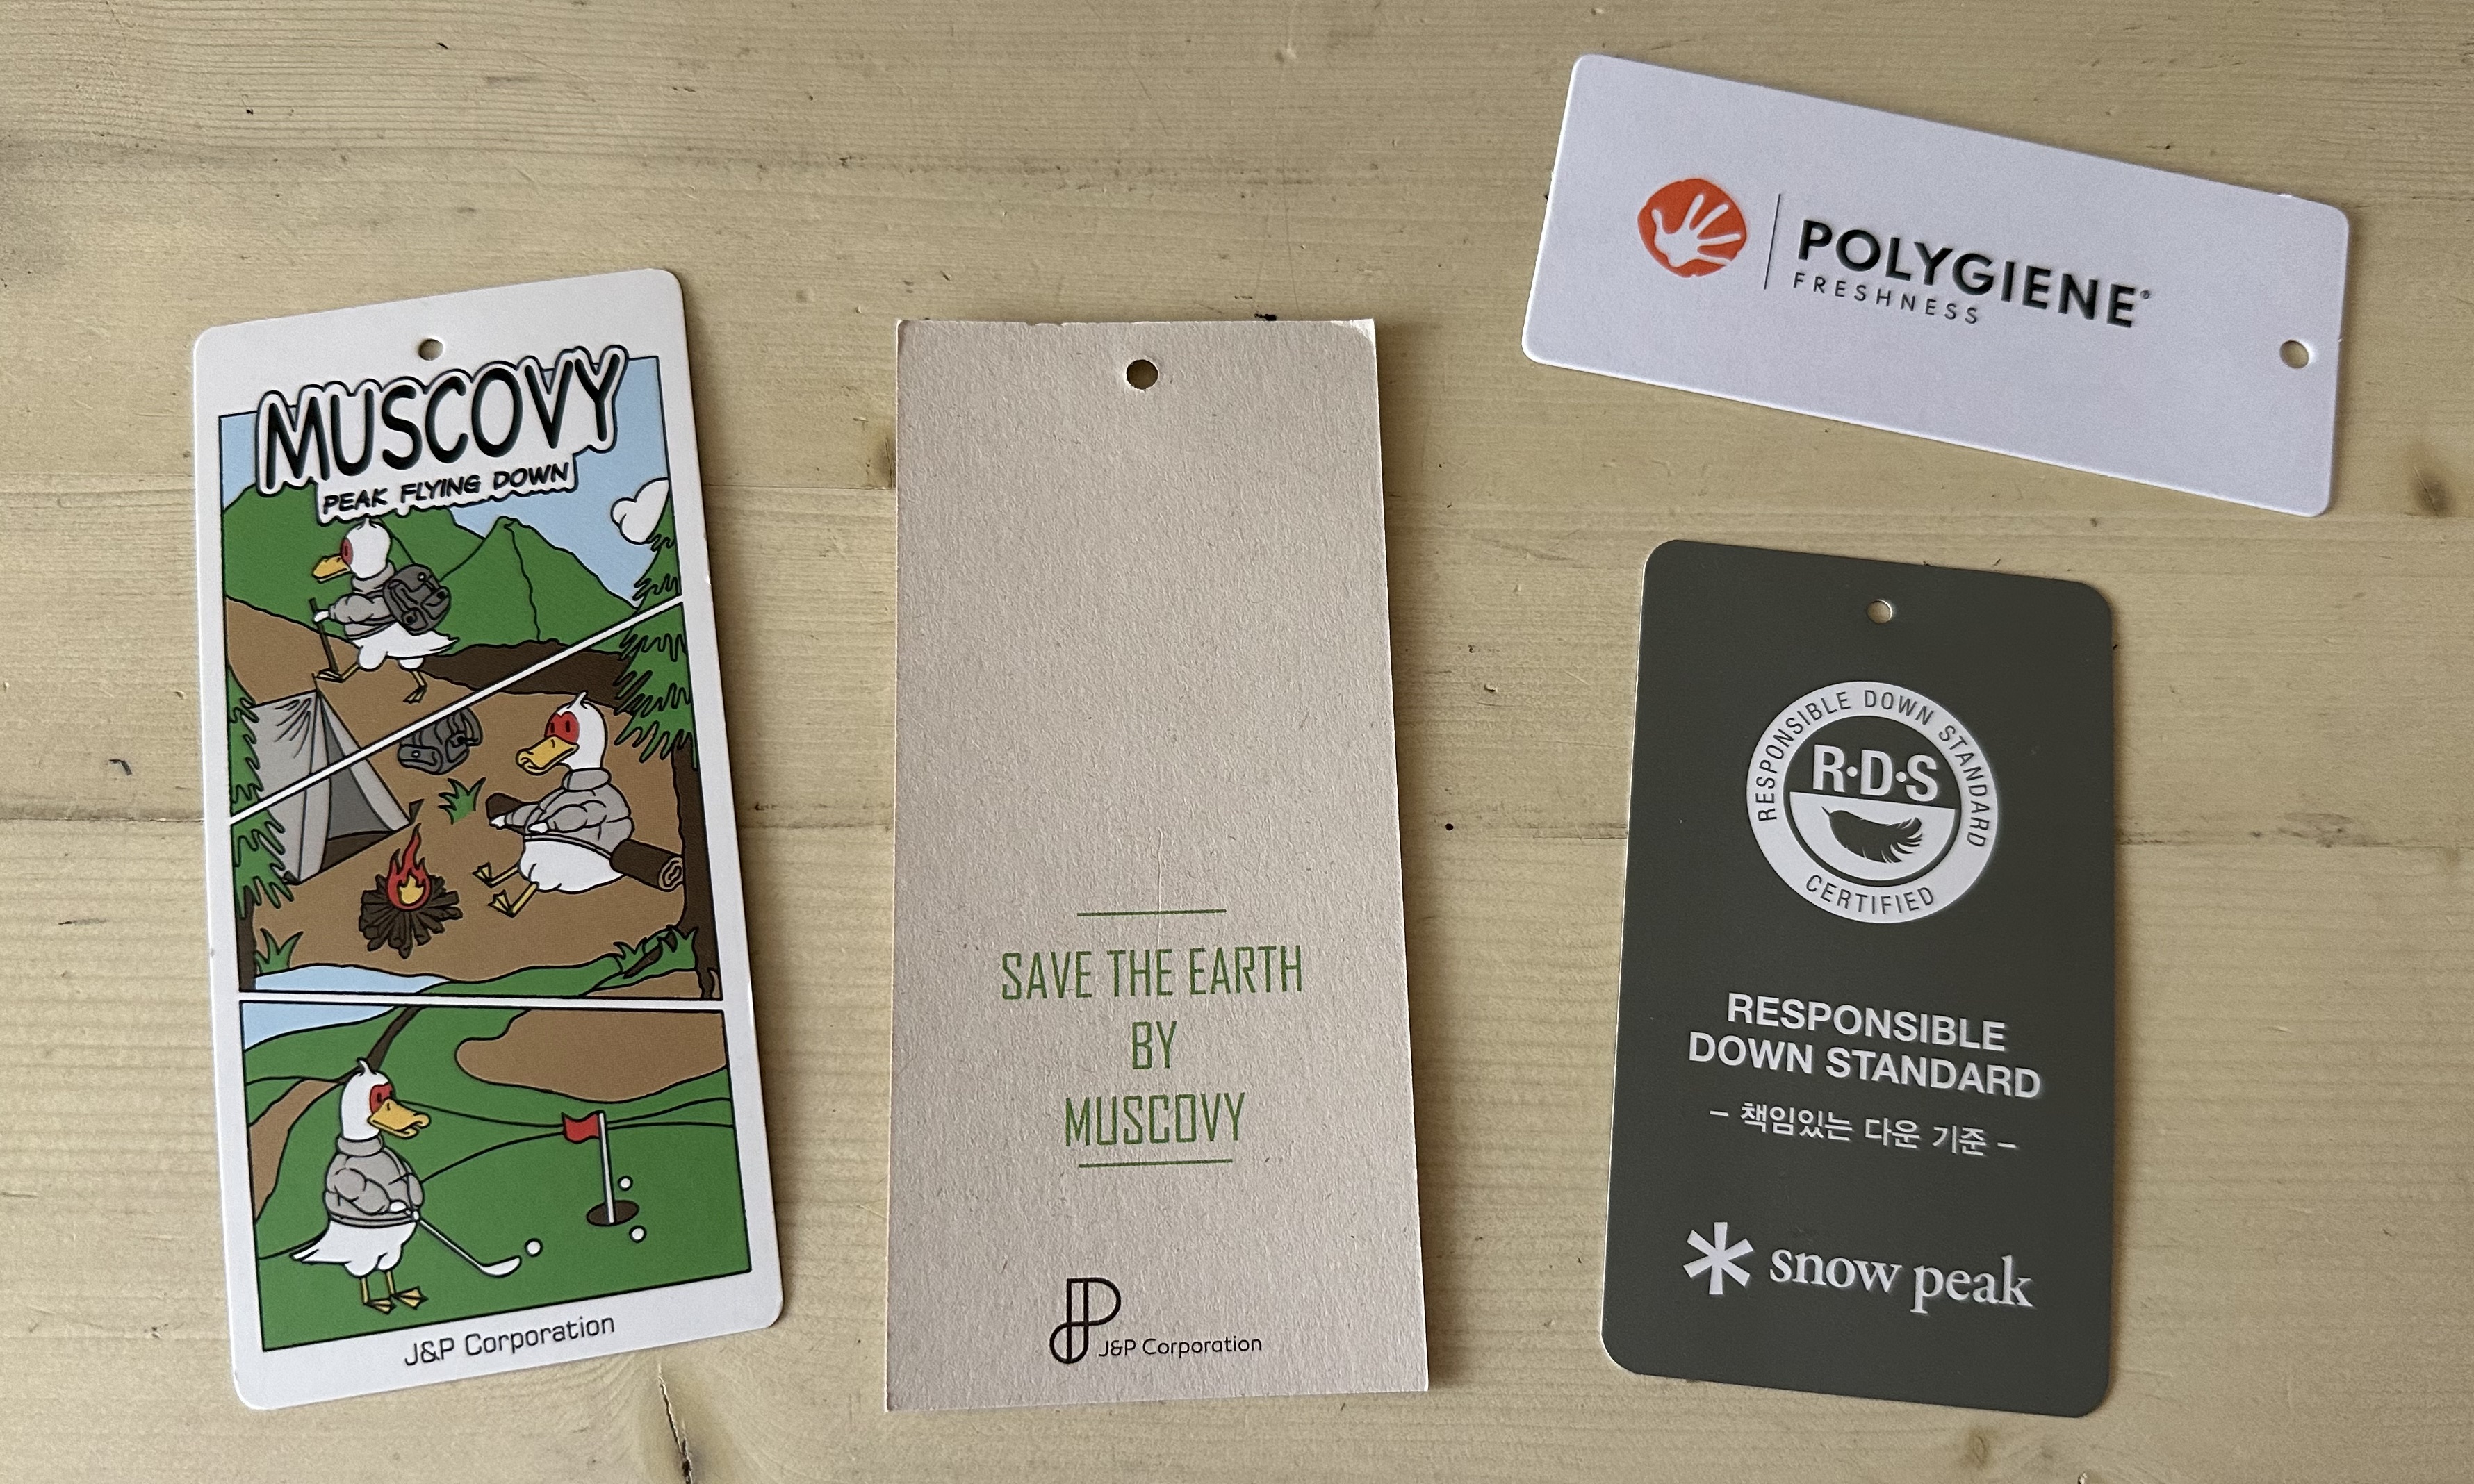 MUSCOVY
PEAK FLYING DOWN
J&P Corporation
SAVE THE EARTH
BY
MUSCOVY
JP J&P Corporation
POLYGIENE®
FRESHNESS
RESPONSIBLE DOWN STANDARD
R·D·S
CERTIFIED
RESPONSIBLE
DOWN STANDARD
– 책임있는 다운 기준 –
snow peak